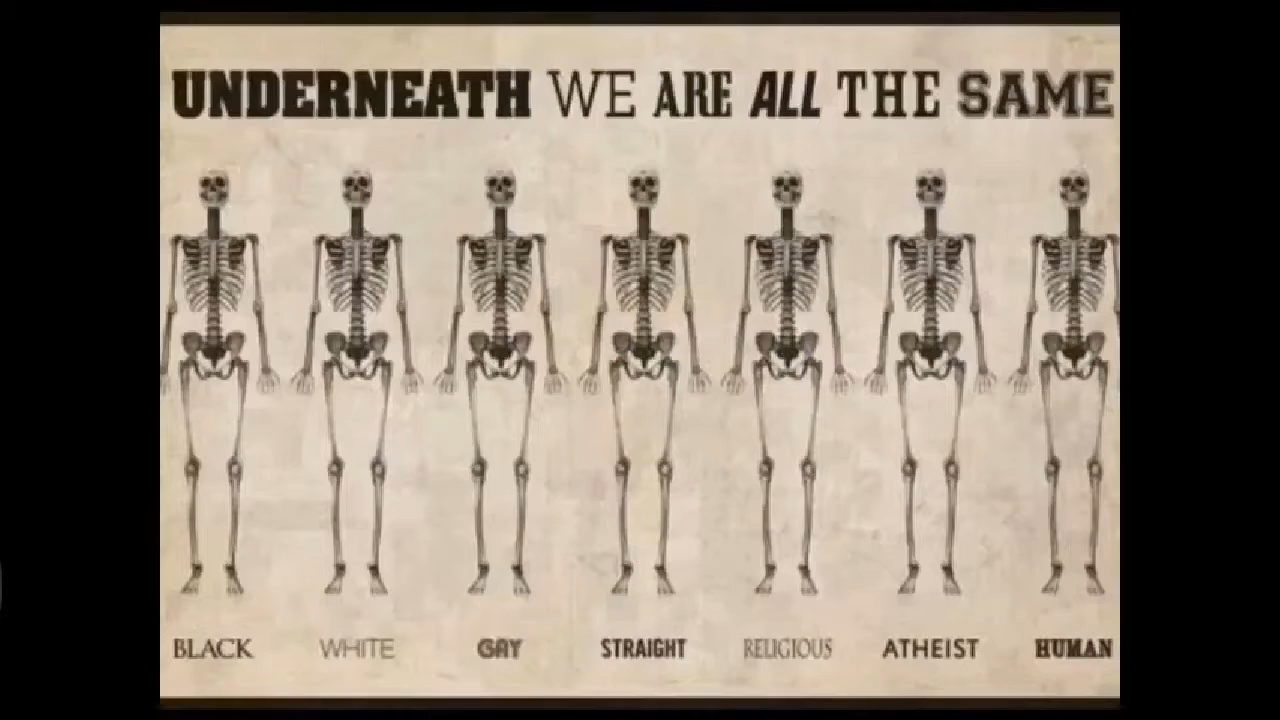 UNDERNEATH WE ARE ALL THE SAME
BLACK WHITE GAY STRAIGHT RELIGIOUS ATHEIST HUMAN